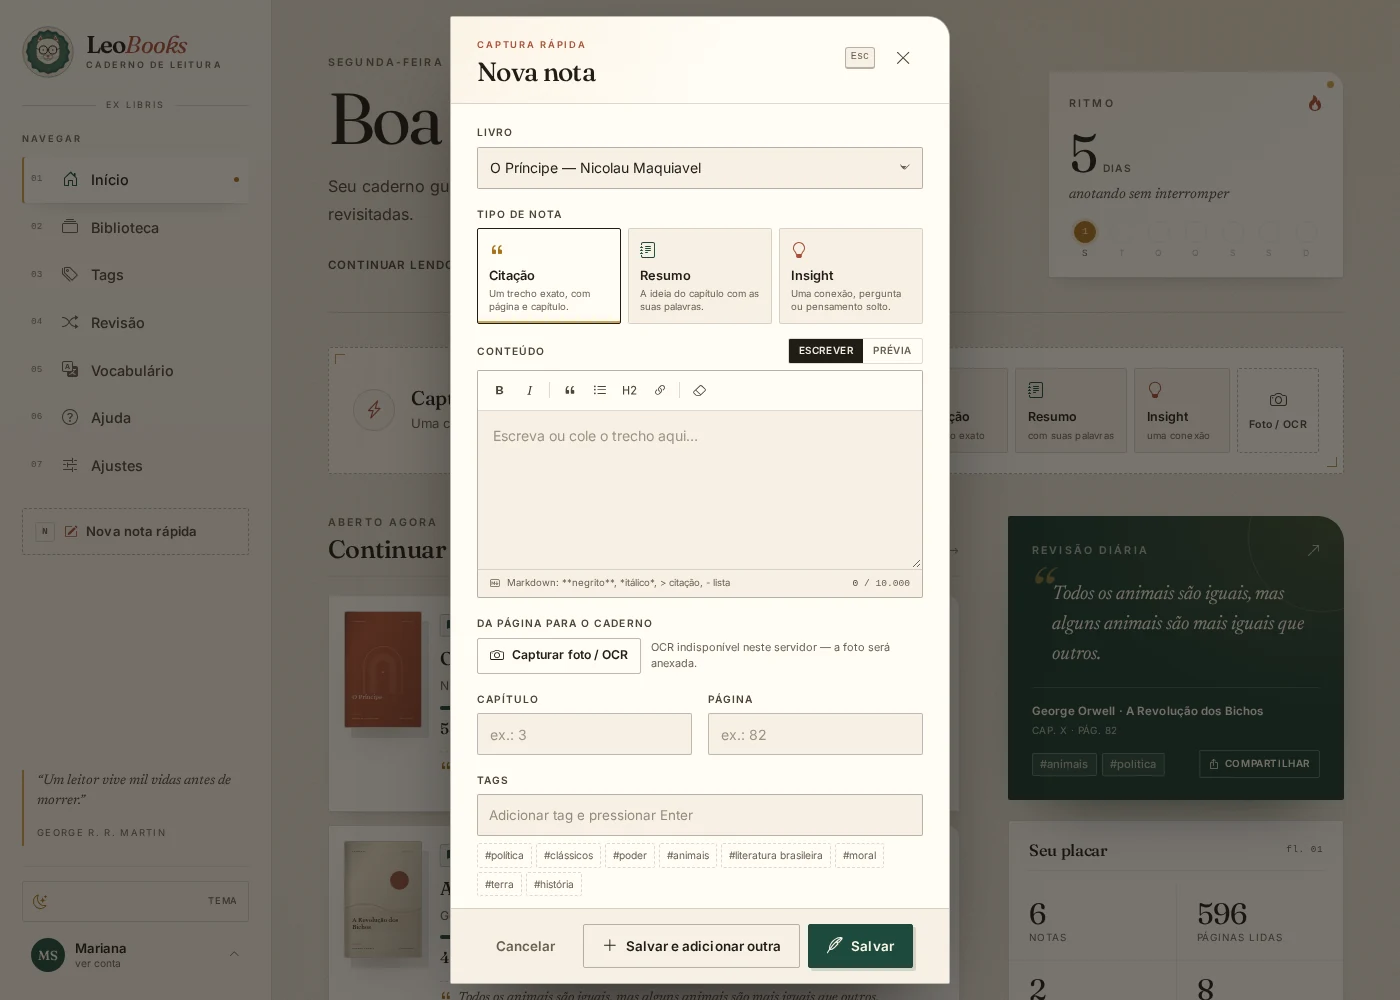 LeoBooks
CADERNO DE LEITURA
EX LIBRIS
NAVEGAR
01 Início
02 Biblioteca
03 Tags
04 Revisão
05 Vocabulário
06 Ajuda
07 Ajustes
N Nova nota rápida
“Um leitor vive mil vidas antes de
morrer.”
GEORGE R. R. MARTIN
TEMA
MS
Mariana
ver conta
SEGUNDA-FEIRA
Boa
Seu caderno
revisitadas.
CONTINUAR
RITMO
5 DIAS
anotando sem interromper
1
S T Q Q S S D
Resumo
com suas palavras
Insight
uma conexão
Foto / OCR
exato
ABERTO AGORA
Continuar
O Príncipe
A Revolução dos
Bichos
Todos os animais são iguais, mas alguns animais são mais iguais que outros.
REVISÃO DIÁRIA
“
Todos os animais são iguais, mas
alguns animais são mais iguais que
outros.
George Orwell · A Revolução dos Bichos
CAP. X · PÁG. 82
#animais #política
COMPARTILHAR
Seu placar
fl. 01
6
NOTAS
596
PÁGINAS LIDAS
2
8
CAPTURA RÁPIDA
Nova nota
Esc
LIVRO
O Príncipe — Nicolau Maquiavel
TIPO DE NOTA
Citação
Um trecho exato, com
página e capítulo.
Resumo
A ideia do capítulo com as
suas palavras.
Insight
Uma conexão, pergunta
ou pensamento solto.
CONTEÚDO
ESCREVER PRÉVIA
B I “ H2
Escreva ou cole o trecho aqui...
Markdown: **negrito**, *itálico*, > citação, - lista
0 / 10.000
DA PÁGINA PARA O CADERNO
Capturar foto / OCR
OCR indisponível neste servidor — a foto será
anexada.
CAPÍTULO
ex.: 3
PÁGINA
ex.: 82
TAGS
Adicionar tag e pressionar Enter
#política #clássicos #poder #animais #literatura brasileira #moral
#terra #história
Cancelar
Salvar e adicionar outra
Salvar